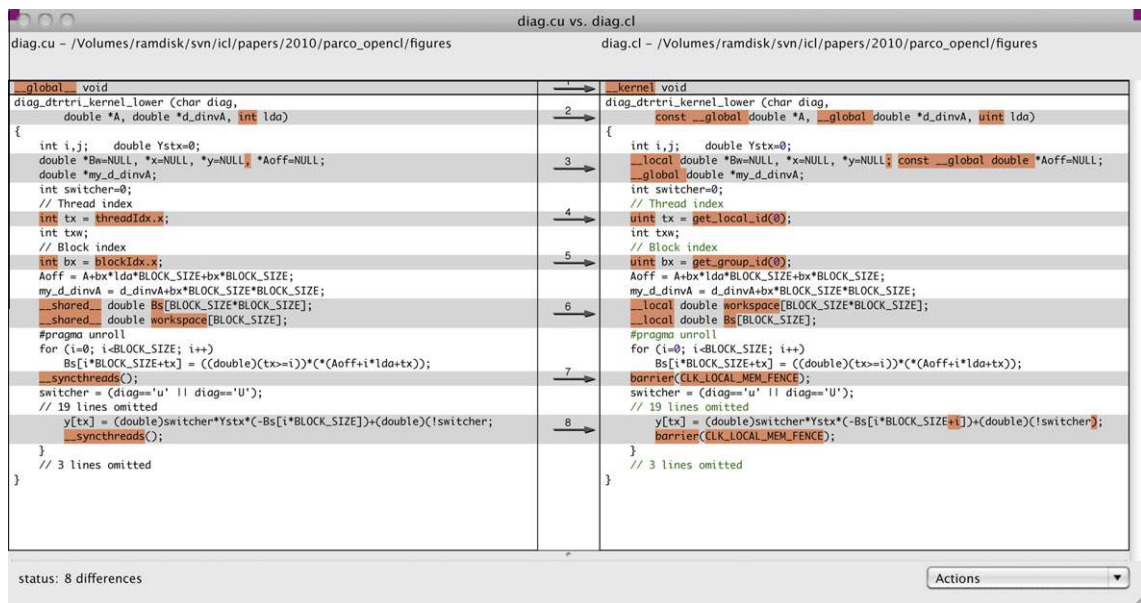 diag.cu vs. diag.cl
diag.cu - /Volumes/ramdisk/svn/icl/papers/2010/parco_opencl/figures
diag.cl - /Volumes/ramdisk/svn/icl/papers/2010/parco_opencl/figures
__global__ void
diag_dtrtri_kernel_lower (char diag,
double *A, double *d_dinvA, int lda)
{
int i,j; double Ystx=0;
double *Bw=NULL, *x=NULL, *y=NULL, *Aoff=NULL;
double *my_d_dinvA;
int switcher=0;
// Thread index
int tx = threadIdx.x;
int txw;
// Block index
int bx = blockIdx.x;
Aoff = A+bx*lda*BLOCK_SIZE+bx*BLOCK_SIZE;
my_d_dinvA = d_dinvA+bx*BLOCK_SIZE*BLOCK_SIZE;
__shared__ double Bs[BLOCK_SIZE*BLOCK_SIZE];
__shared__ double workspace[BLOCK_SIZE];
#pragma unroll
for (i=0; i<BLOCK_SIZE; i++)
Bs[i*BLOCK_SIZE+tx] = ((double)(tx>=i))*(*(Aoff+i*lda+tx));
__syncthreads();
switcher = (diag=='u' || diag=='U');
// 19 lines omitted
y[tx] = (double)switcher*Ystx*(-Bs[i*BLOCK_SIZE])+(double)(!switcher;
__syncthreads();
}
// 3 lines omitted
}
1
2
3
4
5
6
7
8
__kernel void
diag_dtrtri_kernel_lower (char diag,
const __global double *A, __global double *d_dinvA, uint lda)
{
int i,j; double Ystx=0;
__local double *Bw=NULL, *x=NULL, *y=NULL; const __global double *Aoff=NULL;
__global double *my_d_dinvA;
int switcher=0;
// Thread index
uint tx = get_local_id(0);
int txw;
// Block index
uint bx = get_group_id(0);
Aoff = A+bx*lda*BLOCK_SIZE+bx*BLOCK_SIZE;
my_d_dinvA = d_dinvA+bx*BLOCK_SIZE*BLOCK_SIZE;
__local double workspace[BLOCK_SIZE*BLOCK_SIZE];
__local double Bs[BLOCK_SIZE];
#pragma unroll
for (i=0; i<BLOCK_SIZE; i++)
Bs[i*BLOCK_SIZE+tx] = ((double)(tx>=i))*(*(Aoff+i*lda+tx));
barrier(CLK_LOCAL_MEM_FENCE);
switcher = (diag=='u' || diag=='U');
// 19 lines omitted
y[tx] = (double)switcher*Ystx*(-Bs[i*BLOCK_SIZE+i])+(double)(!switcher);
barrier(CLK_LOCAL_MEM_FENCE);
}
// 3 lines omitted
}
status: 8 differences
Actions